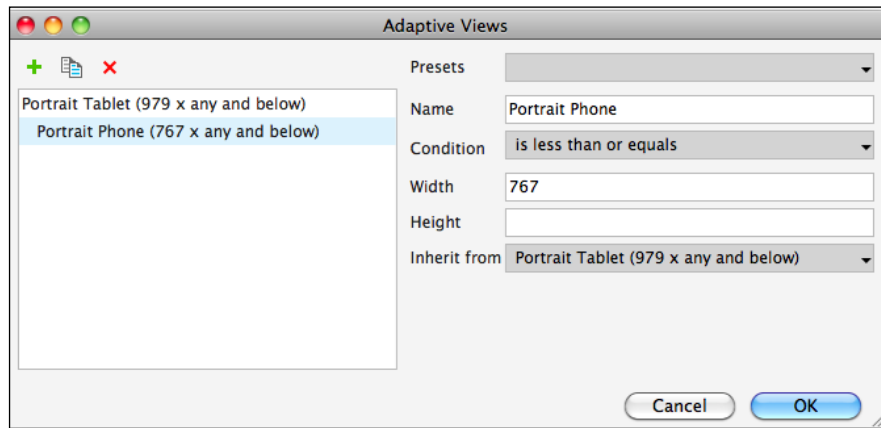 Adaptive Views
Presets
Portrait Tablet (979 x any and below)
Portrait Phone (767 x any and below)
Name Portrait Phone
Condition is less than or equals
Width 767
Height
Inherit from Portrait Tablet (979 x any and below)
Cancel OK